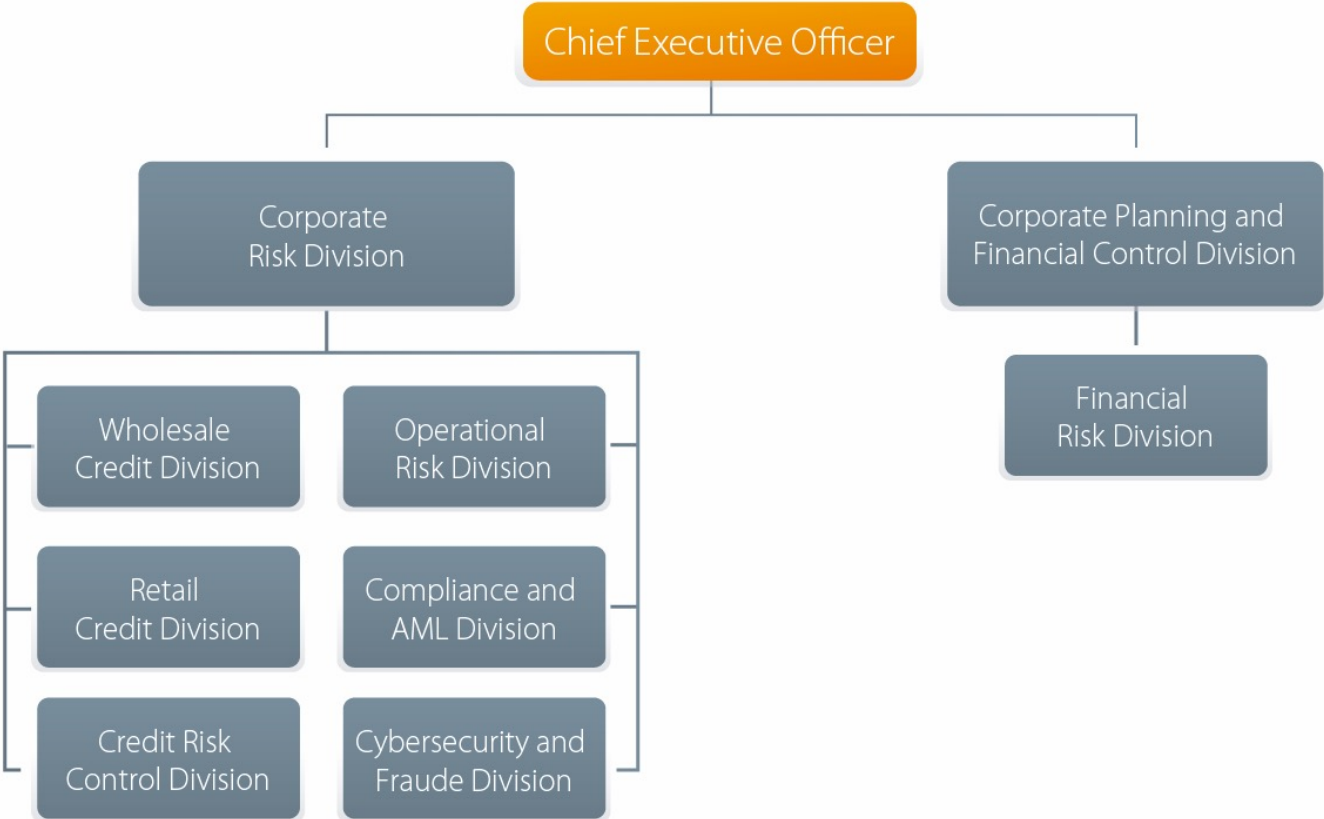 Chief Executive Officer
Corporate
Risk Division
Corporate Planning and
Financial Control Division
Wholesale
Credit Division
Operational
Risk Division
Financial
Risk Division
Retail
Credit Division
Compliance and
AML Division
Credit Risk
Control Division
Cybersecurity and
Fraude Division